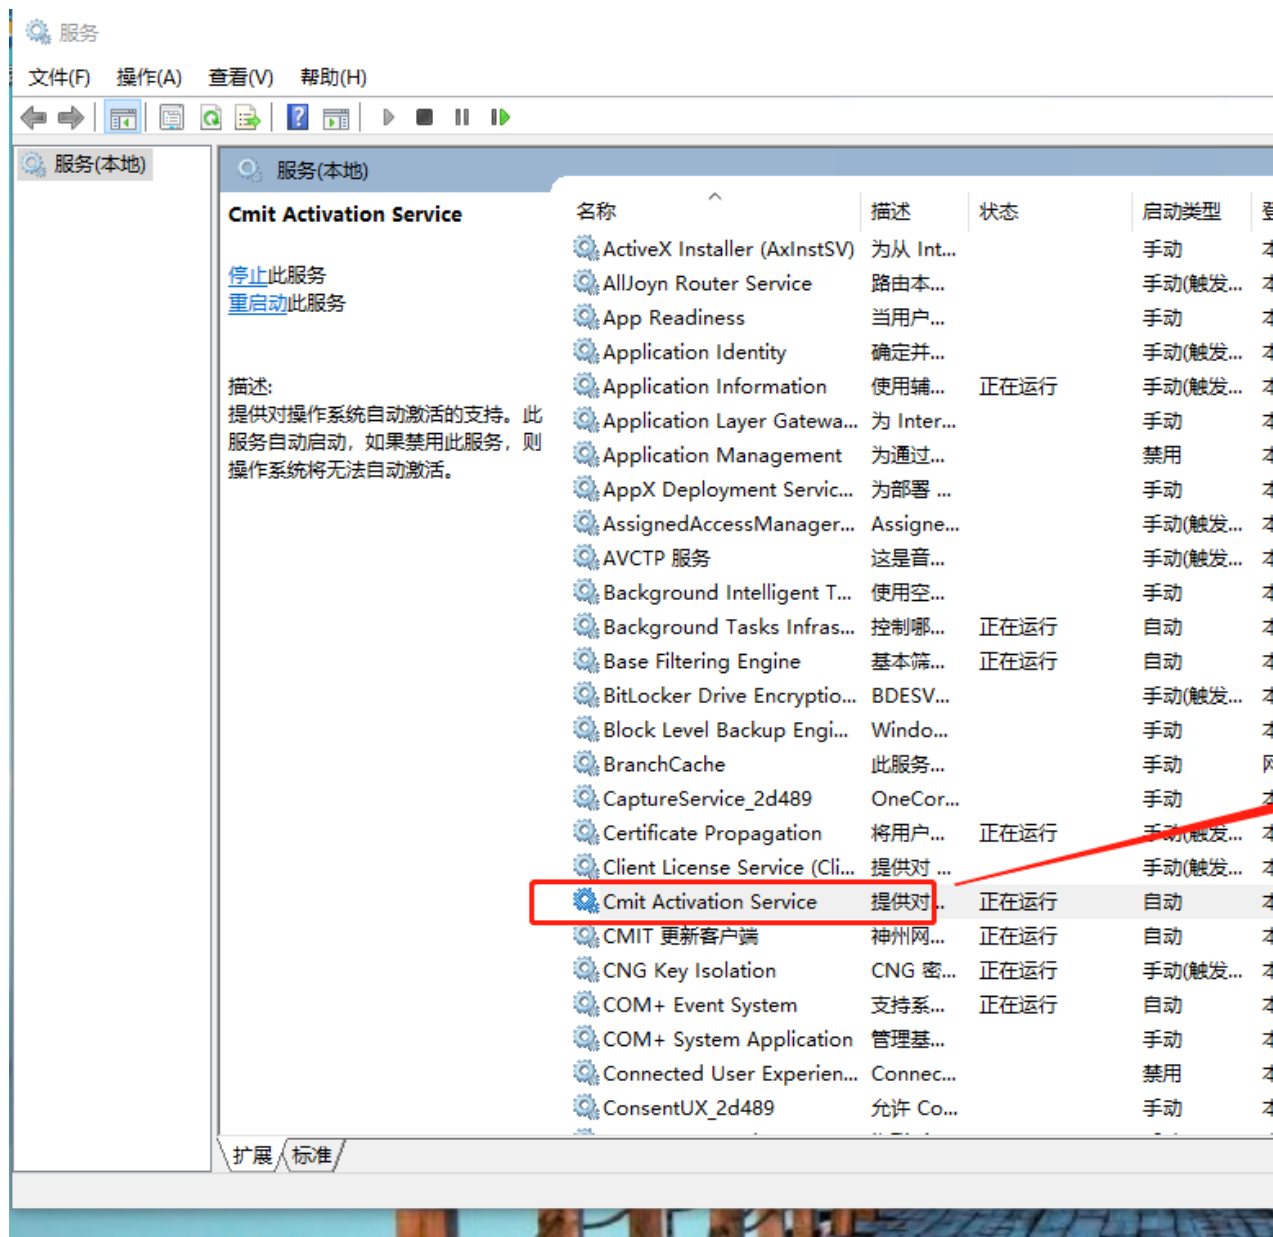 服务
文件(F) 操作(A) 查看(V) 帮助(H)
服务(本地)
服务(本地)
Cmit Activation Service
停止此服务
重启动此服务
描述:
提供对操作系统自动激活的支持。此
服务自动启动，如果禁用此服务，则
操作系统将无法自动激活。
名称 描述 状态 启动类型
ActiveX Installer (AxInstSV) 为从 Int... 手动
AllJoyn Router Service 路由本... 手动(触发...
App Readiness 当用户... 手动
Application Identity 确定并... 手动(触发...
Application Information 使用辅... 正在运行 手动(触发...
Application Layer Gatewa... 为 Inter... 手动
Application Management 为通过... 禁用
AppX Deployment Servic... 为部署 ... 手动
AssignedAccessManager... Assigne... 手动(触发...
AVCTP 服务 这是音... 手动(触发...
Background Intelligent T... 使用空... 手动
Background Tasks Infras... 控制哪... 正在运行 自动
Base Filtering Engine 基本筛... 正在运行 自动
BitLocker Drive Encryptio... BDESV... 手动(触发...
Block Level Backup Engi... Windo... 手动
BranchCache 此服务... 手动
CaptureService_2d489 OneCor... 手动
Certificate Propagation 将用户... 正在运行 手动(触发...
Client License Service (Cli... 提供对 ... 手动(触发...
Cmit Activation Service 提供对... 正在运行 自动
CMIT 更新客户端 神州网... 正在运行 自动
CNG Key Isolation CNG 密... 正在运行 手动(触发...
COM+ Event System 支持系... 正在运行 自动
COM+ System Application 管理基... 手动
Connected User Experien... Connec... 禁用
ConsentUX_2d489 允许 Co... 手动
扩展 标准